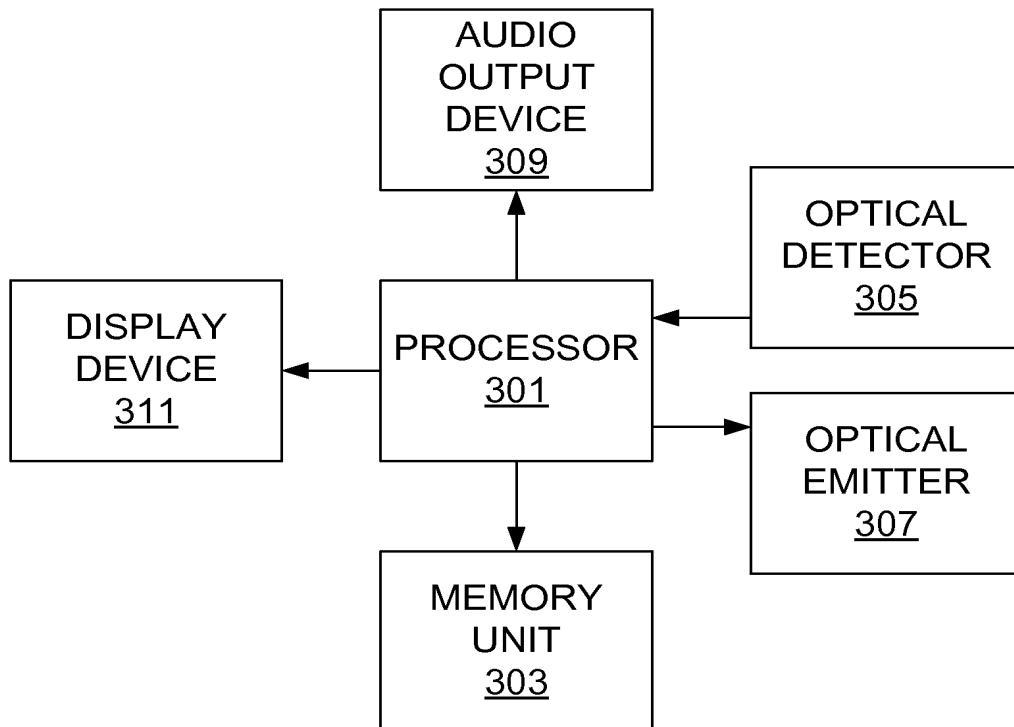 AUDIO
OUTPUT
DEVICE
309
OPTICAL
DETECTOR
305
DISPLAY
DEVICE
311
PROCESSOR
301
OPTICAL
EMITTER
307
MEMORY
UNIT
303